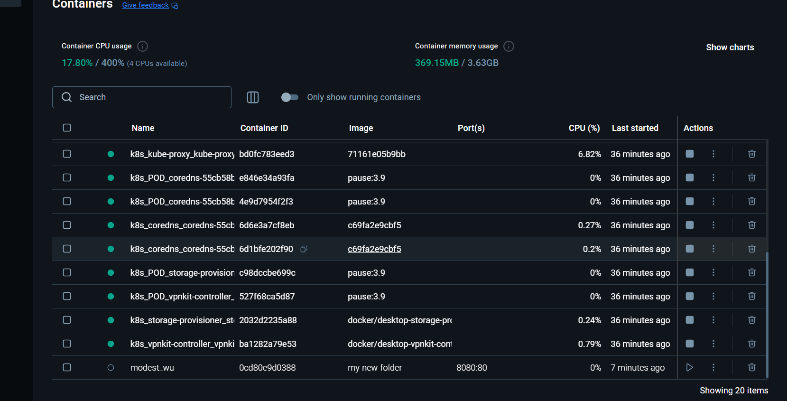 Containers Give feedback
Container CPU usage
17.80% / 400% (4 CPUs available)
Container memory usage
369.15MB / 3.63GB
Show charts
Search
Only show running containers
Name Container ID Image Port(s) CPU (%) Last started Actions
k8s_kube-proxy_kube-proxy bd0fc783eed3 71161e05b9bb 6.82% 36 minutes ago
k8s_POD_coredns-55cb58b e846e34a93fa pause:3.9 0% 36 minutes ago
k8s_POD_coredns-55cb58b 4e9d7954f2f3 pause:3.9 0% 36 minutes ago
k8s_coredns_coredns-55cb 6d6e3a7cf8eb c69fa2e9cbf5 0.27% 36 minutes ago
k8s_coredns_coredns-55cb 6d1bfe202f90 c69fa2e9cbf5 0.2% 36 minutes ago
k8s_POD_storage-provision c98dccbe699c pause:3.9 0% 36 minutes ago
k8s_POD_vpnkit-controller_ 527f68ca5d87 pause:3.9 0% 36 minutes ago
k8s_storage-provisioner_st 2032d2235a88 docker/desktop-storage-pr 0.24% 36 minutes ago
k8s_vpnkit-controller_vpnki ba1282a79e53 docker/desktop-vpnkit-cont 0.79% 36 minutes ago
modest_wu 0cd80c9d0388 my new folder 8080:80 0% 7 minutes ago
Showing 20 items